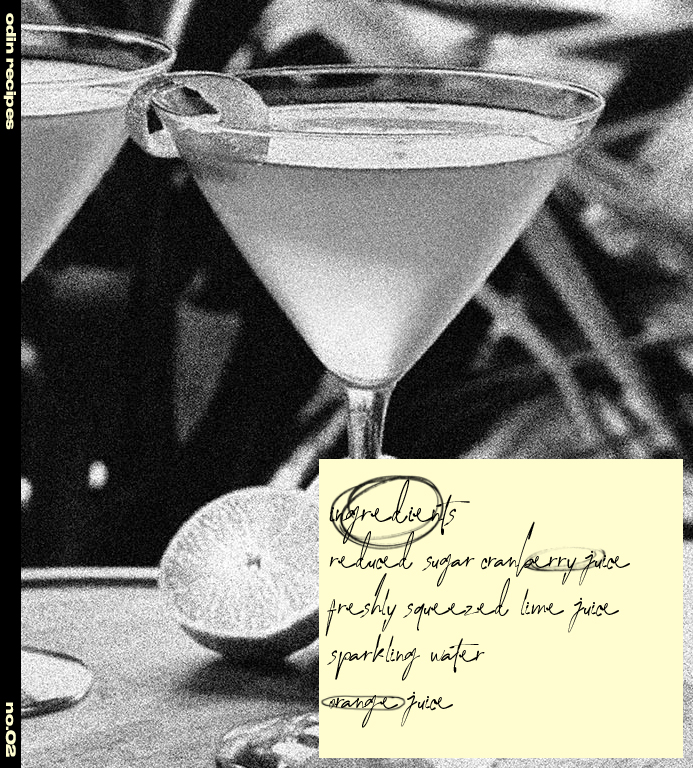 odin recipes
ingredients
reduced sugar cranberry juice
freshly squeezed lime juice
sparkling water
orange juice
no.02